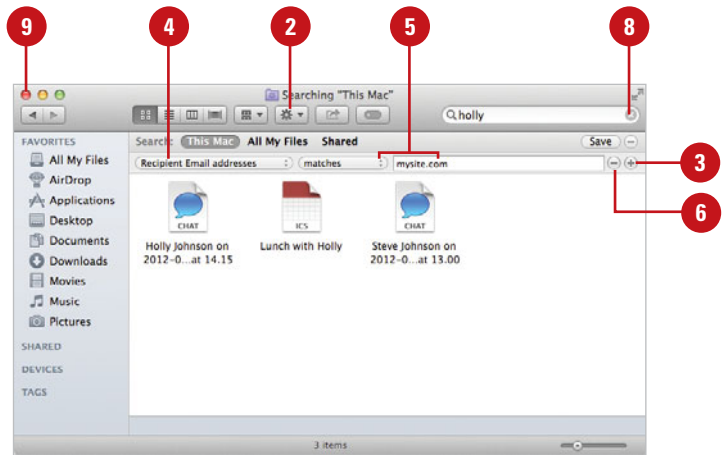 9
4
2
5
8
Searching "This Mac"
holly
FAVORITES
All My Files
AirDrop
Applications
Desktop
Documents
Downloads
Movies
Music
Pictures
SHARED
DEVICES
TAGS
Search: This Mac All My Files Shared Save
Recipient Email addresses matches mysite.com
3
6
CHAT
ICS
CHAT
Holly Johnson on
2012-0...at 14.15
Lunch with Holly
Steve Johnson on
2012-0...at 13.00
3 items